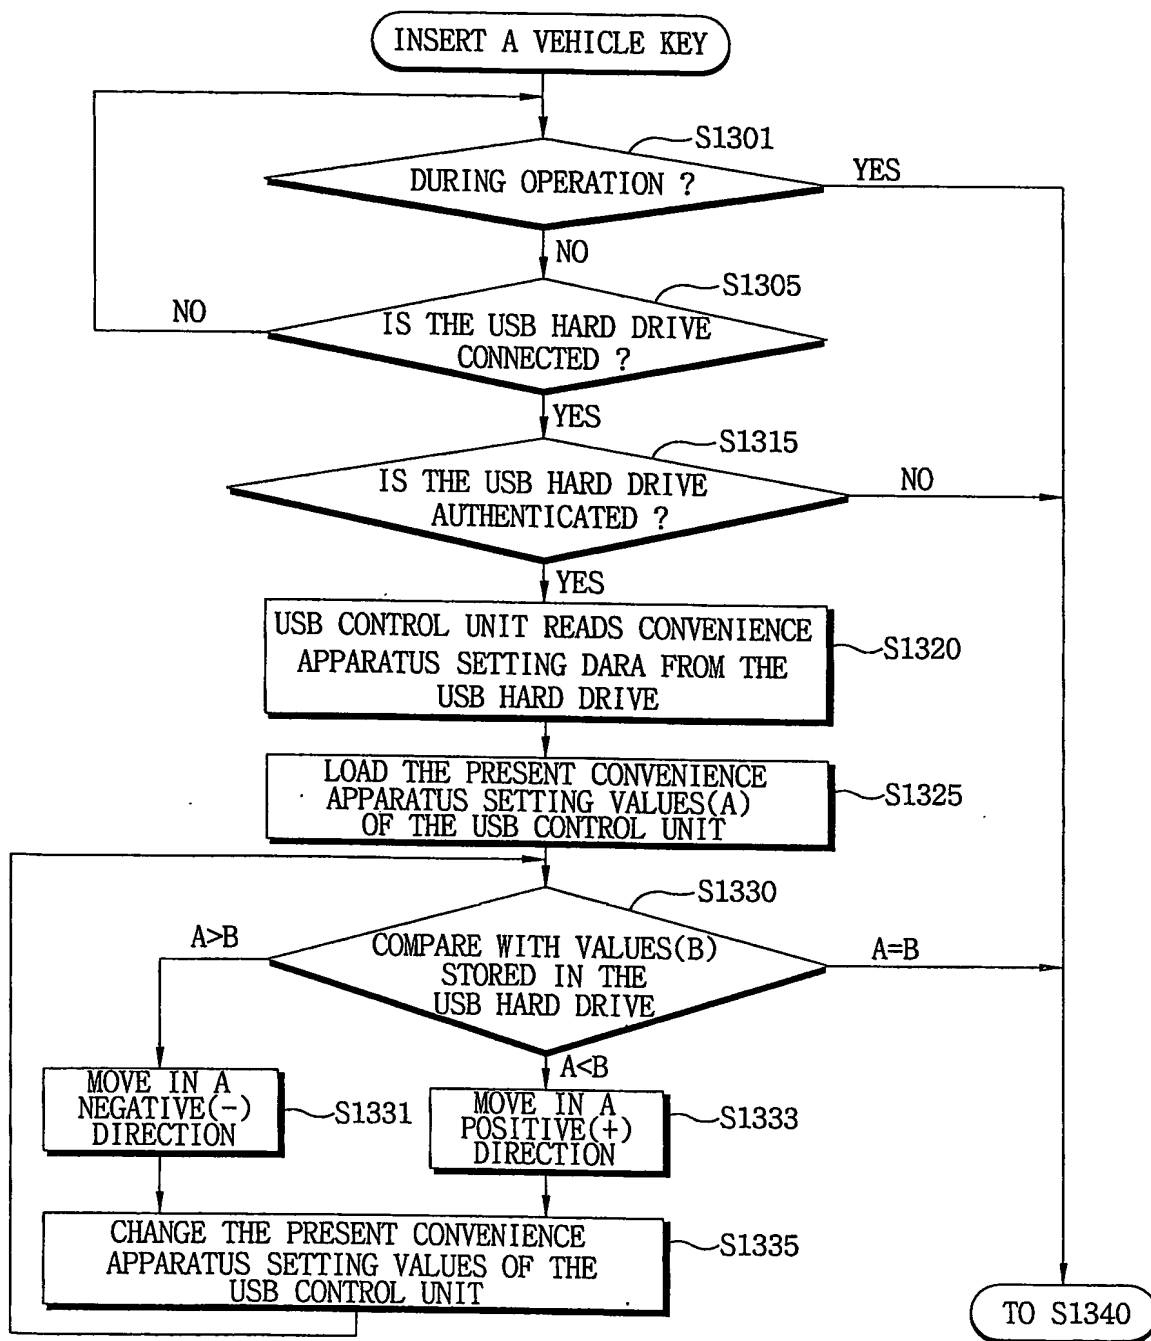 INSERT A VEHICLE KEY
S1301
DURING OPERATION ?
YES
NO
S1305
NO
IS THE USB HARD DRIVE
CONNECTED ?
YES
S1315
IS THE USB HARD DRIVE
AUTHENTICATED ?
NO
YES
USB CONTROL UNIT READS CONVENIENCE
APPARATUS SETTING DARA FROM THE
USB HARD DRIVE
S1320
LOAD THE PRESENT CONVENIENCE
APPARATUS SETTING VALUES(A)
OF THE USB CONTROL UNIT
S1325
S1330
A>B
COMPARE WITH VALUES(B)
STORED IN THE
USB HARD DRIVE
A=B
A<B
MOVE IN A
NEGATIVE(-)
DIRECTION
S1331
MOVE IN A
POSITIVE(+)
DIRECTION
S1333
CHANGE THE PRESENT CONVENIENCE
APPARATUS SETTING VALUES OF THE
USB CONTROL UNIT
S1335
TO S1340